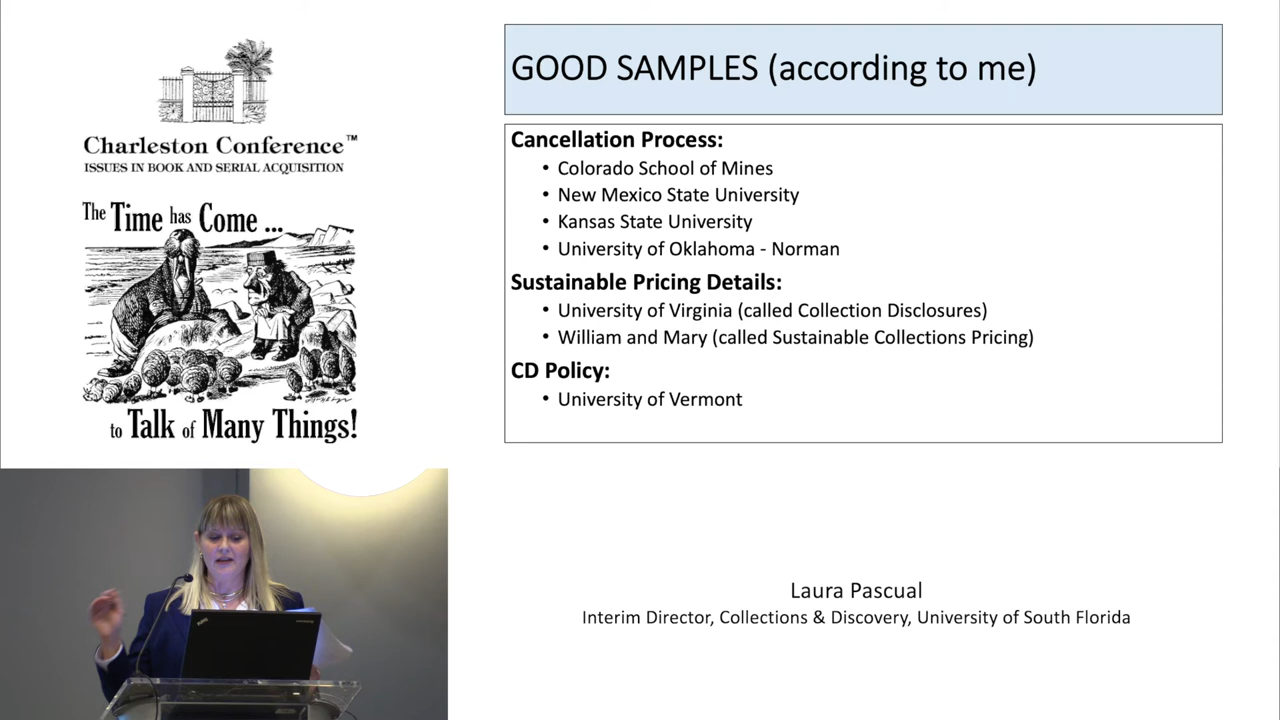 Charleston Conference™
ISSUES IN BOOK AND SERIAL ACQUISITION
The Time has Come ...
to Talk of Many Things!
GOOD SAMPLES (according to me)
Cancellation Process:
• Colorado School of Mines
• New Mexico State University
• Kansas State University
• University of Oklahoma - Norman
Sustainable Pricing Details:
• University of Virginia (called Collection Disclosures)
• William and Mary (called Sustainable Collections Pricing)
CD Policy:
• University of Vermont
Laura Pascual
Interim Director, Collections & Discovery, University of South Florida